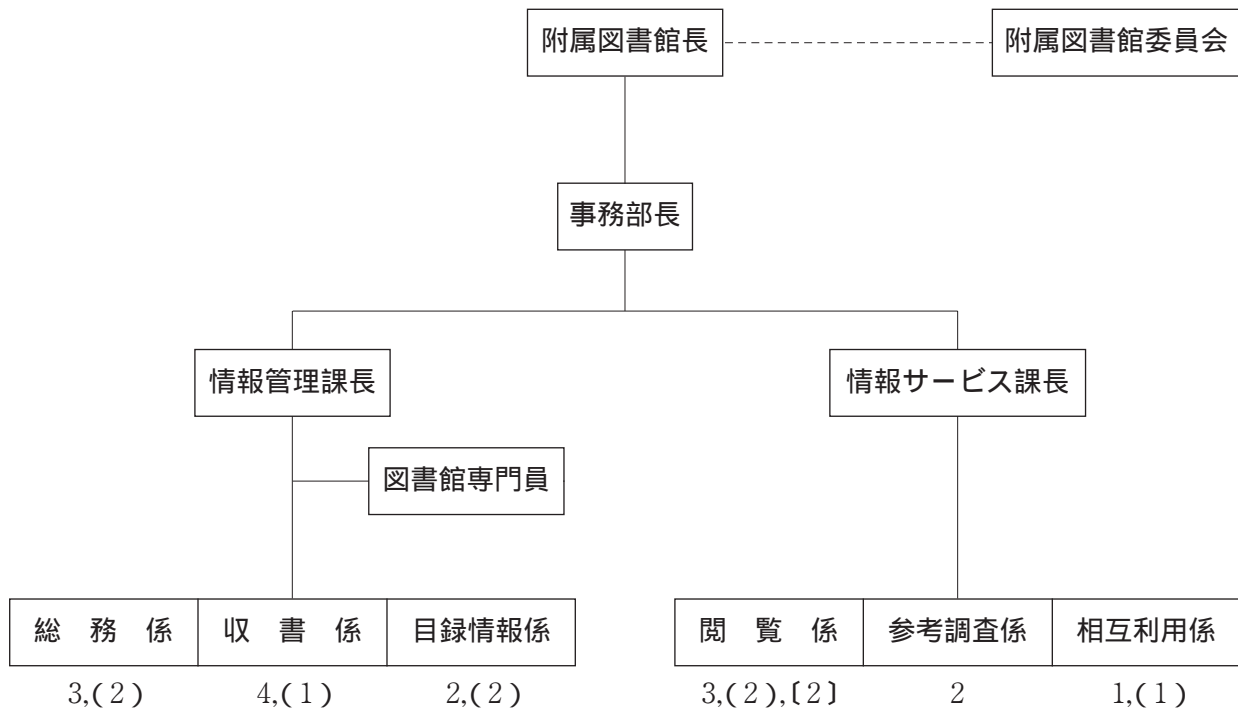 附属図書館長 附属図書館委員会
事務部長
情報管理課長 情報サービス課長
図書館専門員
総 務 係 収 書 係 目録情報係 閲 覧 係 参考調査係 相互利用係
3,(2) 4,(1) 2,(2) 3,(2),〔2〕 2 1,(1)